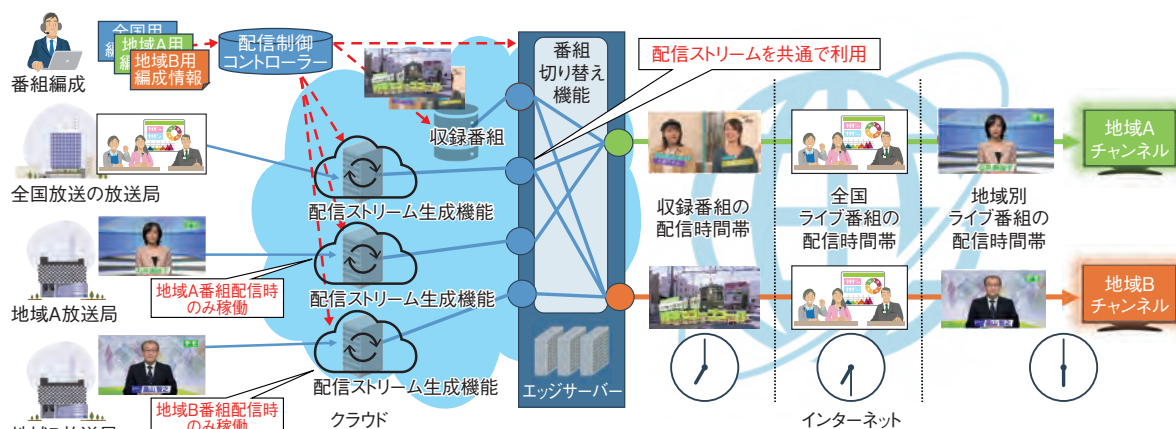 全国用
地域A用
地域B用
編成情報
番組編成
配信制御
コントローラー
収録番組
番組
切り替え
機能
配信ストリームを共通で利用
全国放送の放送局
配信ストリーム生成機能
地域A放送局
地域A番組配信時
のみ稼働
配信ストリーム生成機能
地域B番組配信時
のみ稼働
配信ストリーム生成機能
クラウド
エッジサーバー
収録番組の
配信時間帯
全国
ライブ番組の
配信時間帯
地域別
ライブ番組の
配信時間帯
地域A
チャンネル
地域B
チャンネル
インターネット